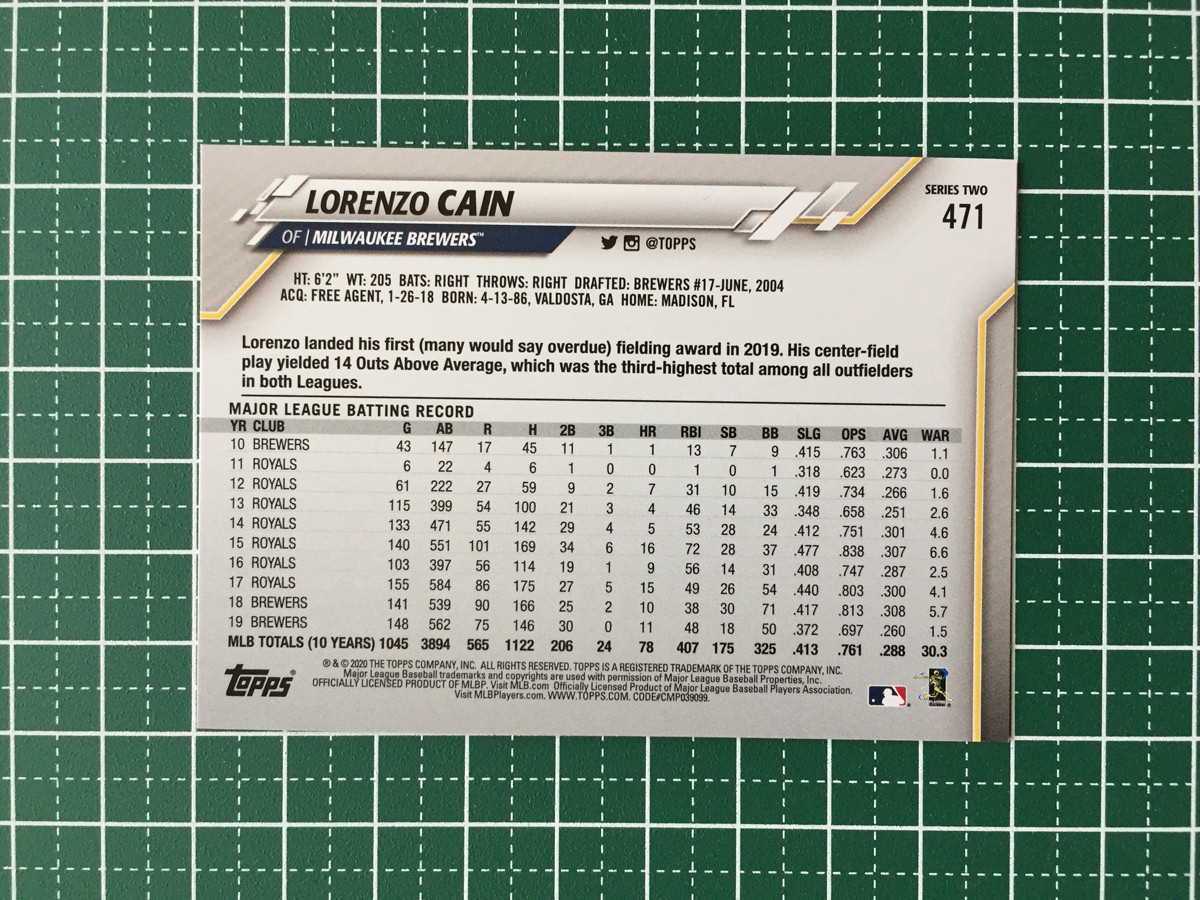 LORENZO CAIN
SERIES TWO
471
OF | MILWAUKEE BREWERS™
@TOPPS
HT: 6'2" WT: 205 BATS: RIGHT THROWS: RIGHT DRAFTED: BREWERS #17-JUNE, 2004
ACQ: FREE AGENT, 1-26-18 BORN: 4-13-86, VALDOSTA, GA HOME: MADISON, FL
Lorenzo landed his first (many would say overdue) fielding award in 2019. His center-field
play yielded 14 Outs Above Average, which was the third-highest total among all outfielders
in both Leagues.
MAJOR LEAGUE BATTING RECORD
YR CLUB G AB R H 2B 3B HR RBI SB BB SLG OPS AVG WAR
10 BREWERS 43 147 17 45 11 1 1 13 7 9 .415 .763 .306 1.1
11 ROYALS 6 22 4 6 1 0 0 1 0 1 .318 .623 .273 0.0
12 ROYALS 61 222 27 59 9 2 7 31 10 15 .419 .734 .266 1.6
13 ROYALS 115 399 54 100 21 3 4 46 14 33 .348 .658 .251 2.6
14 ROYALS 133 471 55 142 29 4 5 53 28 24 .412 .751 .301 4.6
15 ROYALS 140 551 101 169 34 6 16 72 28 37 .477 .838 .307 6.6
16 ROYALS 103 397 56 114 19 1 9 56 14 31 .408 .747 .287 2.5
17 ROYALS 155 584 86 175 27 5 15 49 26 54 .440 .803 .300 4.1
18 BREWERS 141 539 90 166 25 2 10 38 30 71 .417 .813 .308 5.7
19 BREWERS 148 562 75 146 30 0 11 48 18 50 .372 .697 .260 1.5
MLB TOTALS (10 YEARS) 1045 3894 565 1122 206 24 78 407 175 325 .413 .761 .288 30.3
Topps®
® & © 2020 THE TOPPS COMPANY, INC. ALL RIGHTS RESERVED. TOPPS IS A REGISTERED TRADEMARK OF THE TOPPS COMPANY, INC.
Major League Baseball trademarks and copyrights are used with permission of Major League Baseball Properties, Inc.
OFFICIALLY LICENSED PRODUCT OF MLBP. Visit MLB.com Officially Licensed Product of Major League Baseball Players Association.
Visit MLBPlayers.com. WWW.TOPPS.COM. CODE#CMP039099.